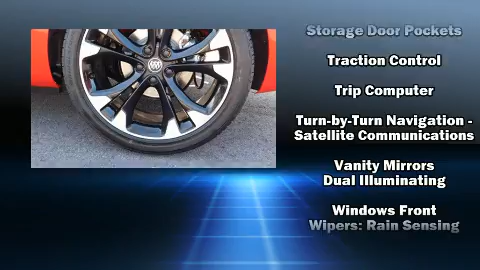 Storage Door Pockets
Traction Control
Trip Computer
Turn-by-Turn Navigation -
Satellite Communications
Vanity Mirrors
Dual Illuminating
Windows Front
Wipers: Rain Sensing